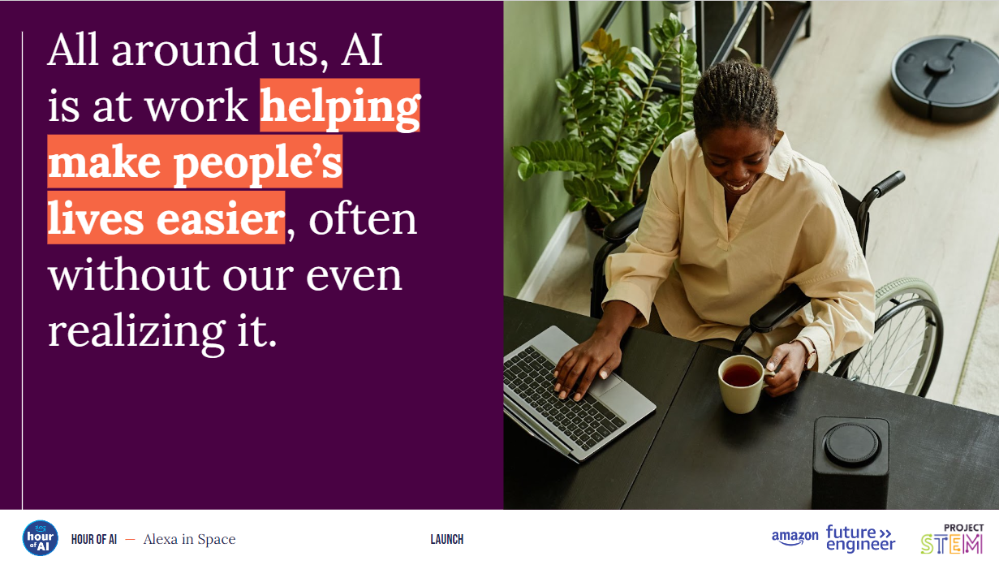 All around us, AI
is at work helping
make people’s
lives easier, often
without our even
realizing it.
hour
of AI
HOUR OF AI — Alexa in Space
LAUNCH
amazon
future
engineer
PROJECT
STEM